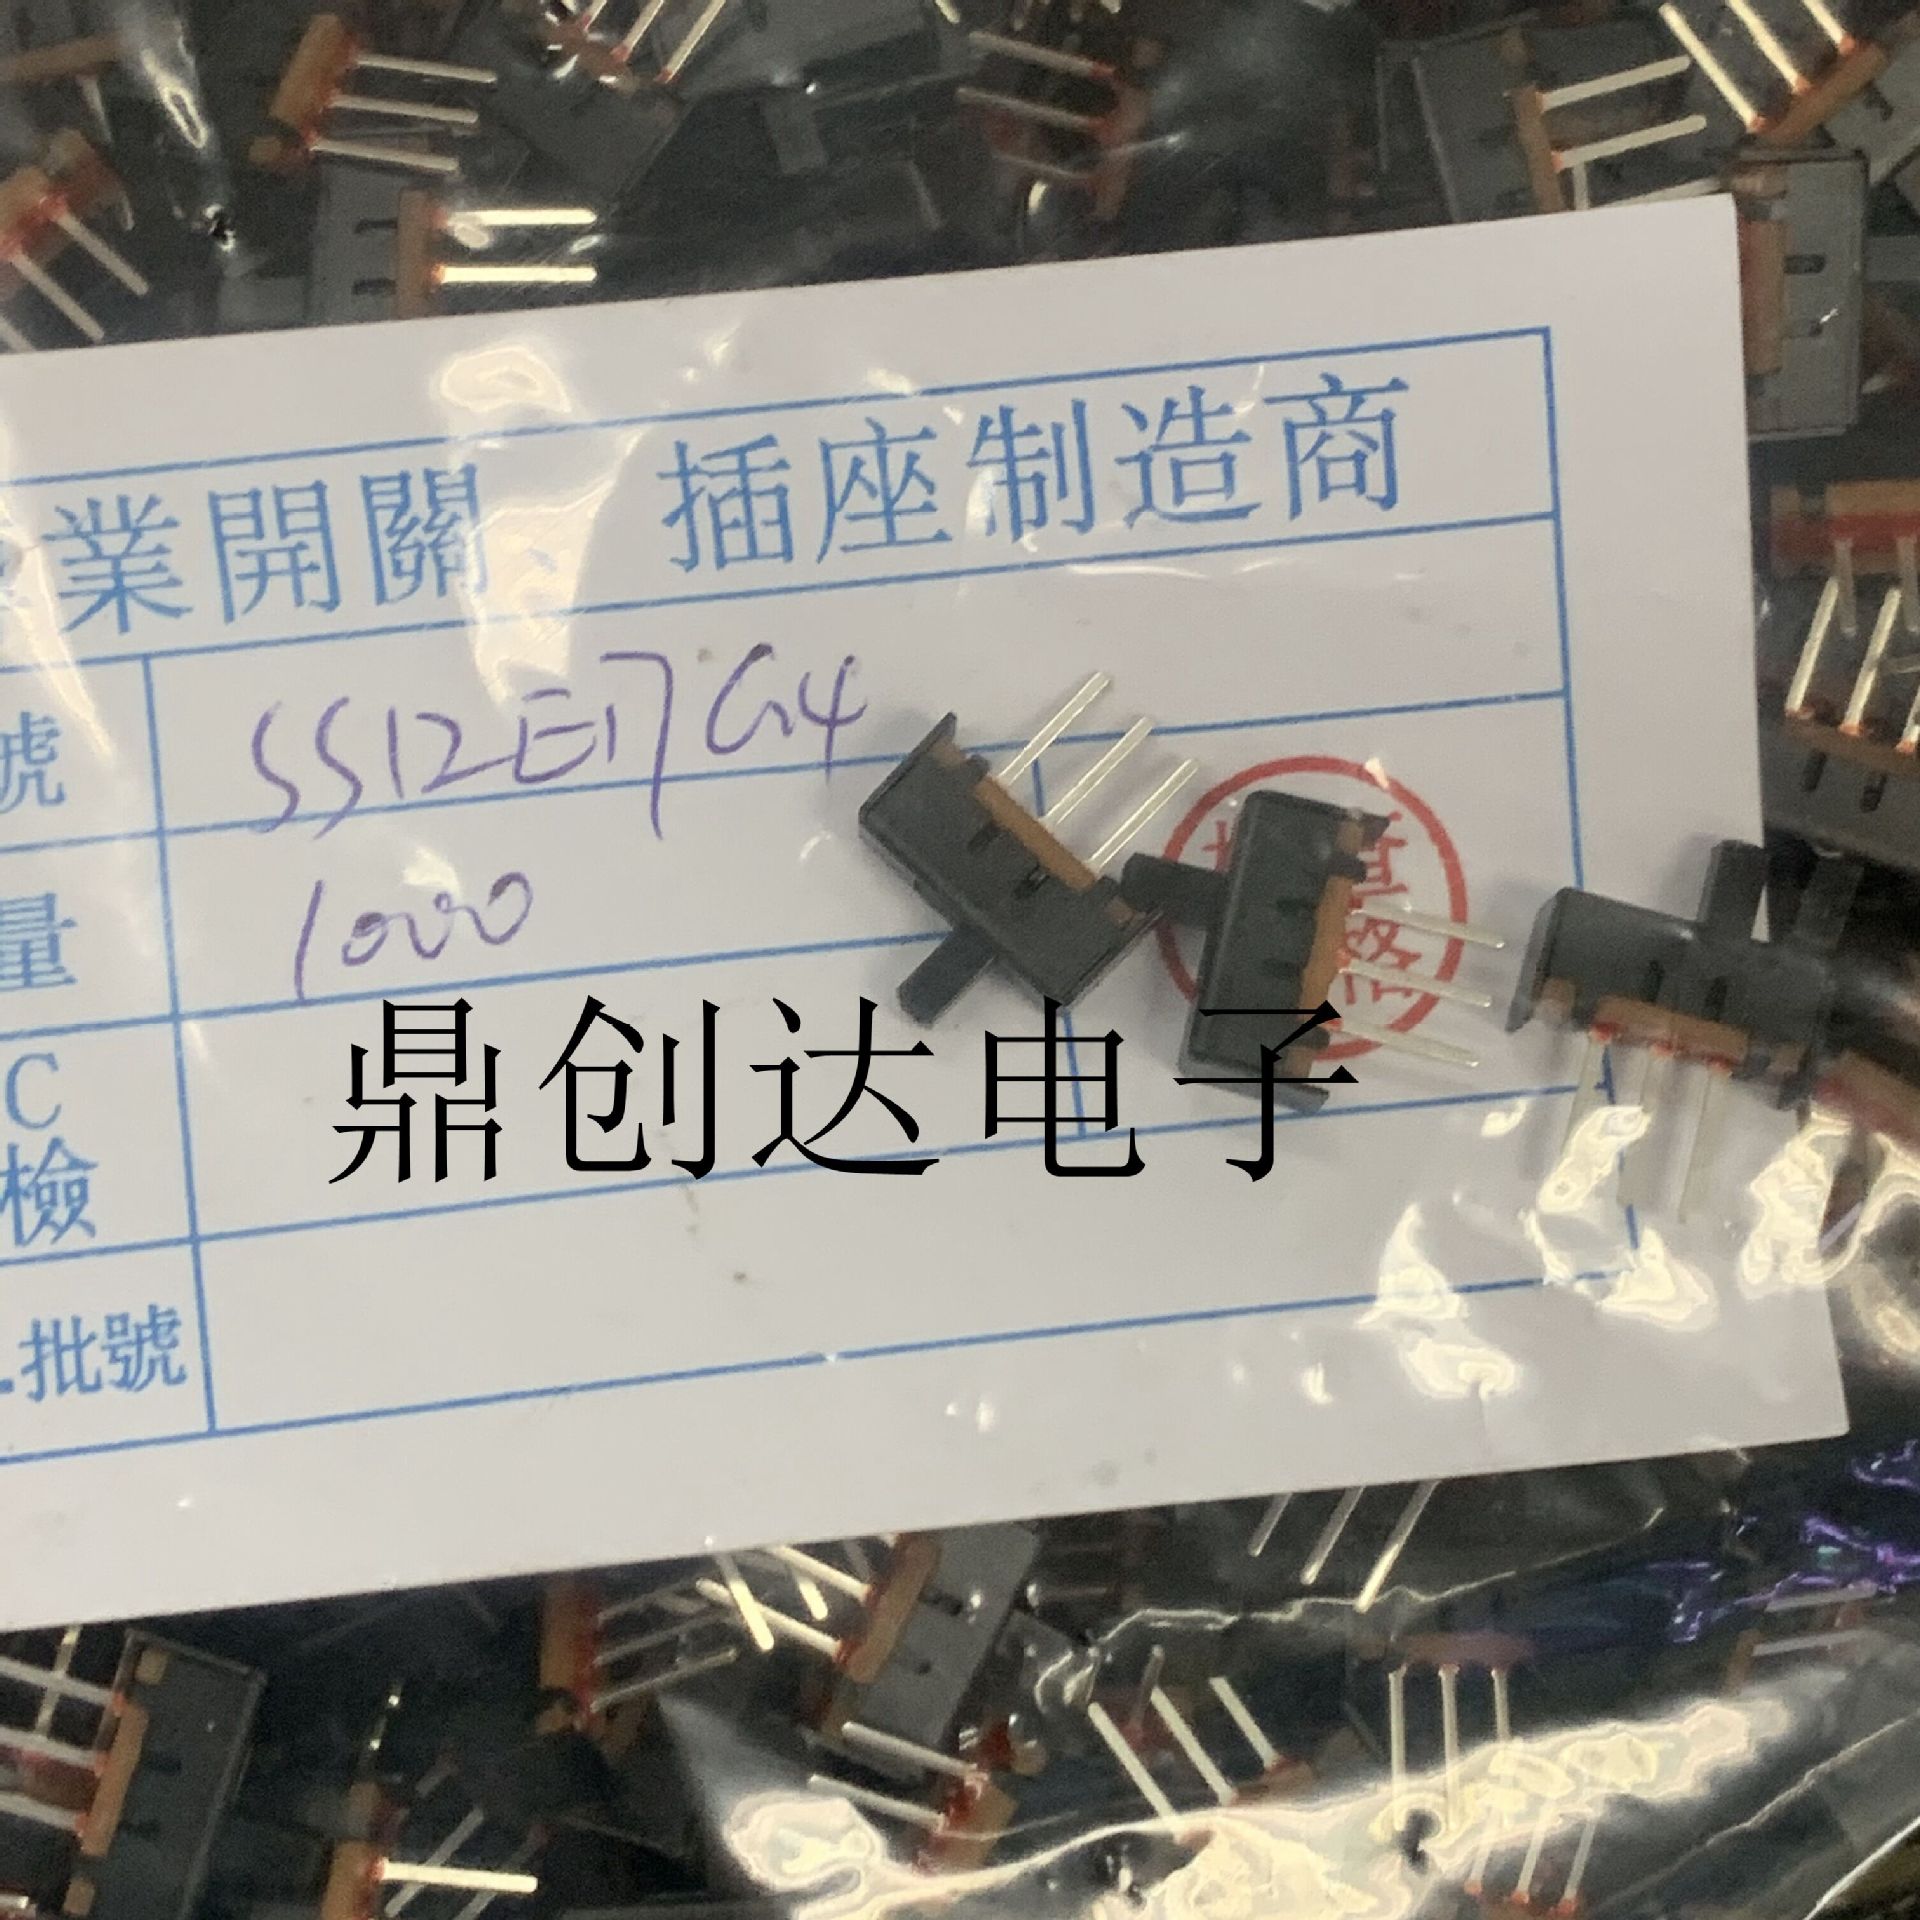 業開關、插座制造商
號 SS12E17G4
量 1000
C
檢
.批號
鼎创达电子